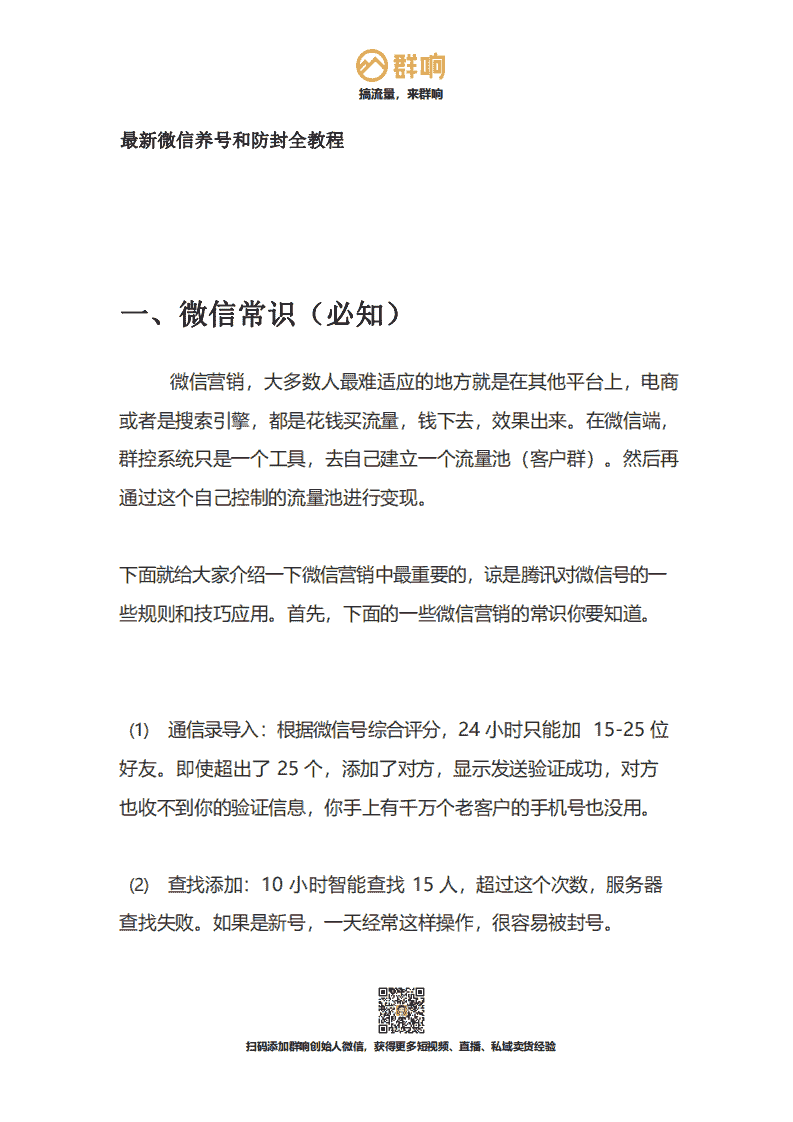 群响
搞流量，来群响
最新微信养号和防封全教程
一、微信常识（必知）
微信营销，大多数人最难适应的地方就是在其他平台上，电商
或者是搜索引擎，都是花钱买流量，钱下去，效果出来。在微信端，
群控系统只是一个工具，去自己建立一个流量池（客户群）。然后再
通过这个自己控制的流量池进行变现。
下面就给大家介绍一下微信营销中最重要的，谅是腾讯对微信号的一
些规则和技巧应用。首先，下面的一些微信营销的常识你要知道。
(1) 通信录导入：根据微信号综合评分，24 小时只能加 15-25 位
好友。即使超出了 25 个，添加了对方，显示发送验证成功，对方
也收不到你的验证信息，你手上有千万个老客户的手机号也没用。
(2) 查找添加：10 小时智能查找 15 人，超过这个次数，服务器
查找失败。如果是新号，一天经常这样操作，很容易被封号。
扫码添加群响创始人微信，获得更多短视频、直播、私域卖货经验